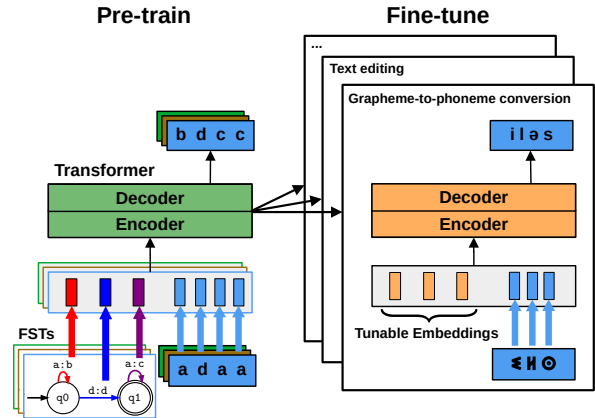 Pre-train
Fine-tune
...
Text editing
Grapheme-to-phoneme conversion
b d c c
i l ə s
Transformer
Decoder
Encoder
Decoder
Encoder
Tunable Embeddings
FSTs
a:b
a:c
d:d
q0
q1
a d a a